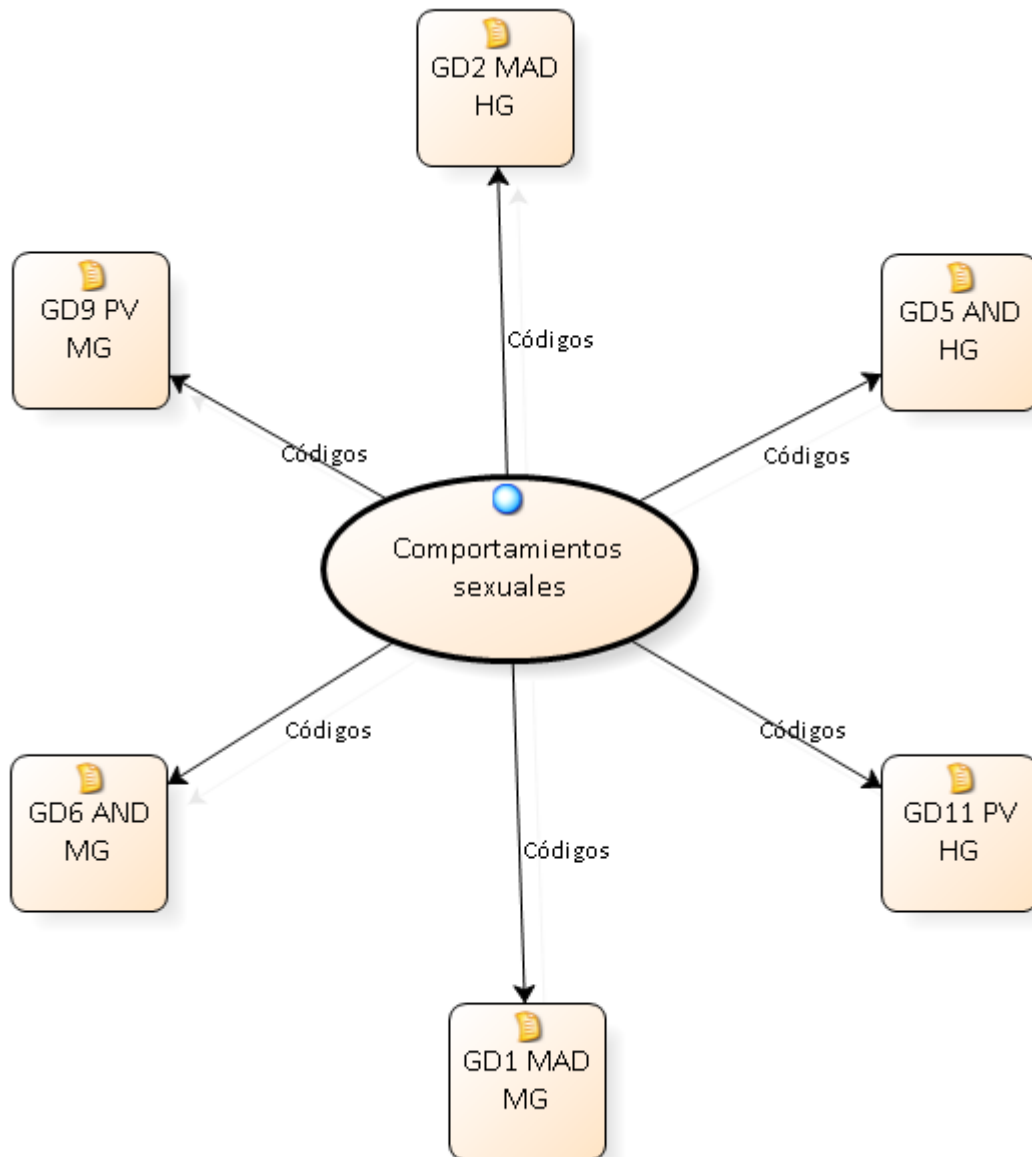 GD2 MAD
HG
GD9 PV
MG
GD5 AND
HG
Códigos
Códigos
Códigos
Comportamientos
sexuales
Códigos
Códigos
GD6 AND
MG
GD11 PV
HG
Códigos
GD1 MAD
MG